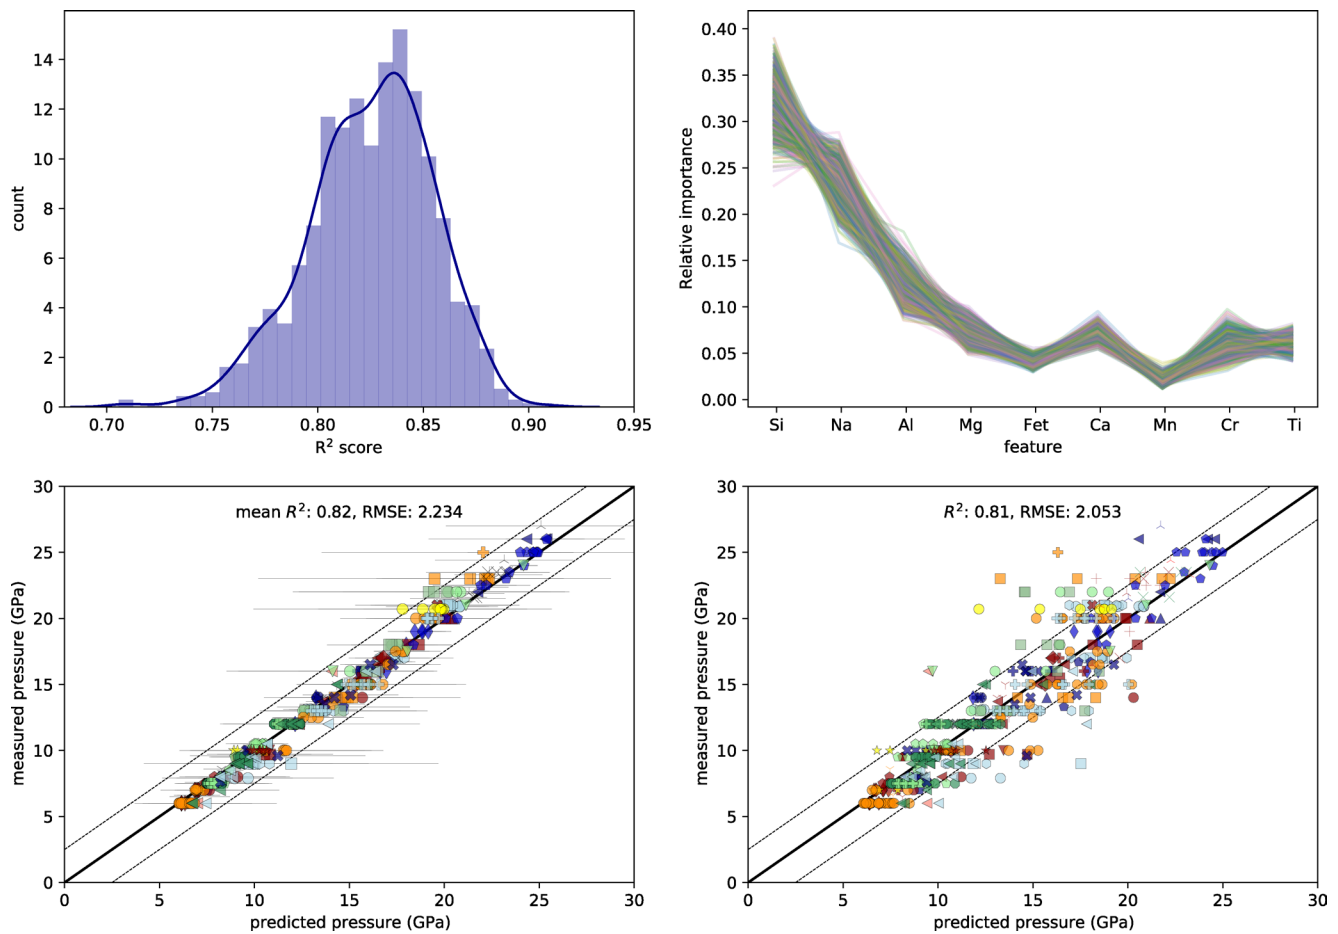 count
14
12
10
8
6
4
2
0
0.70 0.75 0.80 0.85 0.90 0.95
R² score
Relative importance
0.40
0.35
0.30
0.25
0.20
0.15
0.10
0.05
0.00
Si Na Al Mg Fet Ca Mn Cr Ti
feature
mean R²: 0.82, RMSE: 2.234
measured pressure (GPa)
30
25
20
15
10
5
0
0 5 10 15 20 25 30
predicted pressure (GPa)
R²: 0.81, RMSE: 2.053
measured pressure (GPa)
30
25
20
15
10
5
0
0 5 10 15 20 25 30
predicted pressure (GPa)